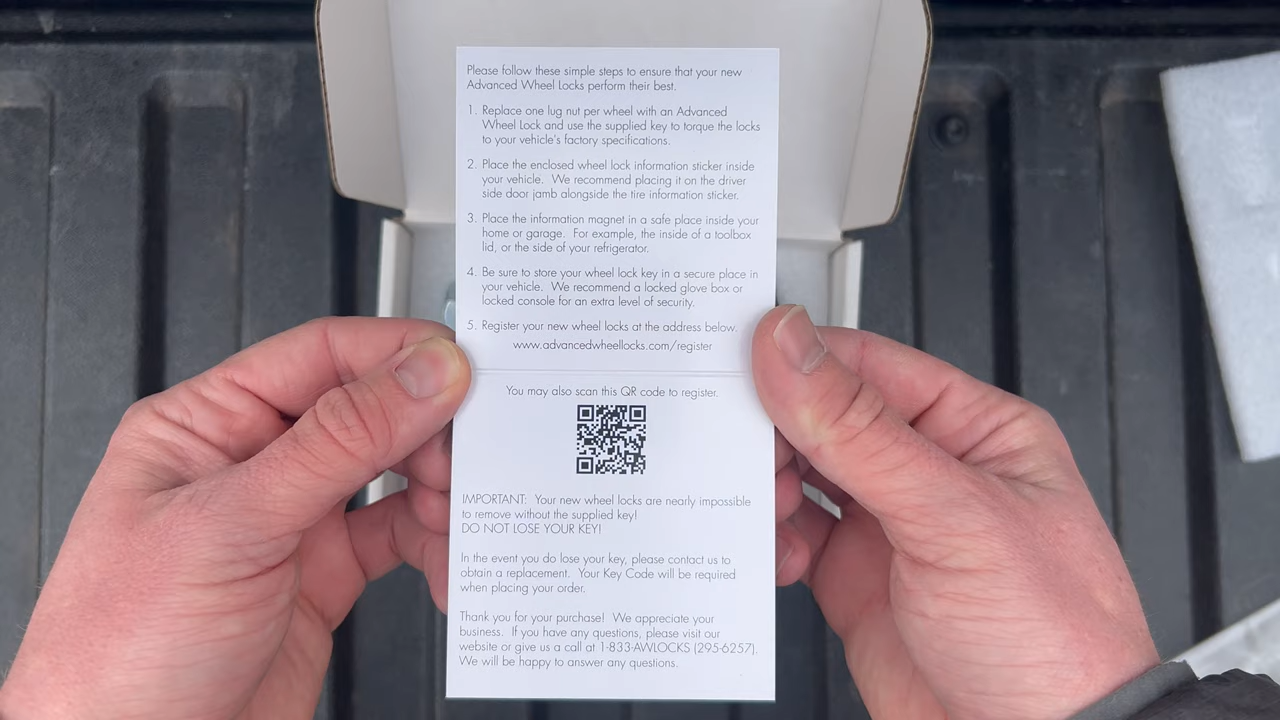 Please follow these simple steps to ensure that your new
Advanced Wheel Locks perform their best.
1. Replace one lug nut per wheel with an Advanced
Wheel Lock and use the supplied key to torque the locks
to your vehicle's factory specifications.
2. Place the enclosed wheel lock information sticker inside
your vehicle. We recommend placing it on the driver
side door jamb alongside the tire information sticker.
3. Place the information magnet in a safe place inside your
home or garage. For example, the inside of a toolbox
lid, or the side of your refrigerator.
4. Be sure to store your wheel lock key in a secure place in
your vehicle. We recommend a locked glove box or
locked console for an extra level of security.
5. Register your new wheel locks at the address below.
www.advancedwheellocks.com/register
You may also scan this QR code to register.
IMPORTANT: Your new wheel locks are nearly impossible
to remove without the supplied key!
DO NOT LOSE YOUR KEY!
In the event you do lose your key, please contact us to
obtain a replacement. Your Key Code will be required
when placing your order.
Thank you for your purchase! We appreciate your
business. If you have any questions, please visit our
website or give us a call at 1-833-AWLOCKS (295-6257).
We will be happy to answer any questions.